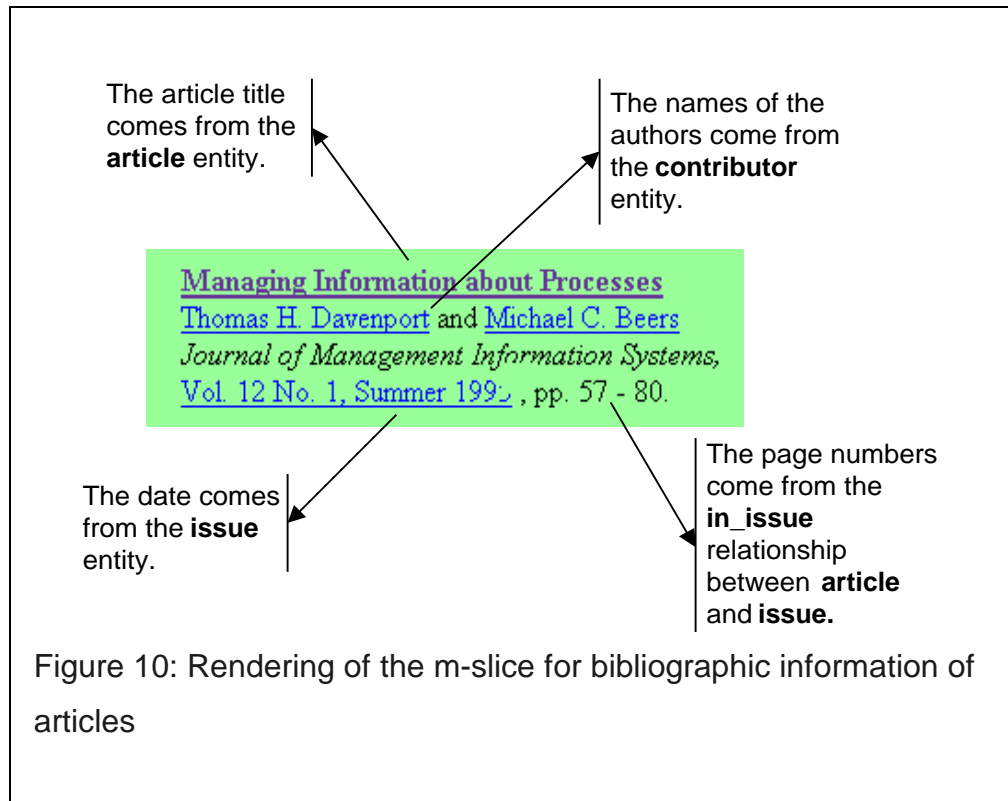 The article title
comes from the
article entity.
The names of the
authors come from
the contributor
entity.
Managing Information about Processes
Thomas H. Davenport and Michael C. Beers
Journal of Management Information Systems,
Vol. 12 No. 1, Summer , pp. 57 - 80.
The date comes
from the issue
entity.
The page numbers
come from the
in_issue
relationship
between article
and issue.
Figure 10: Rendering of the m-slice for bibliographic information of
articles